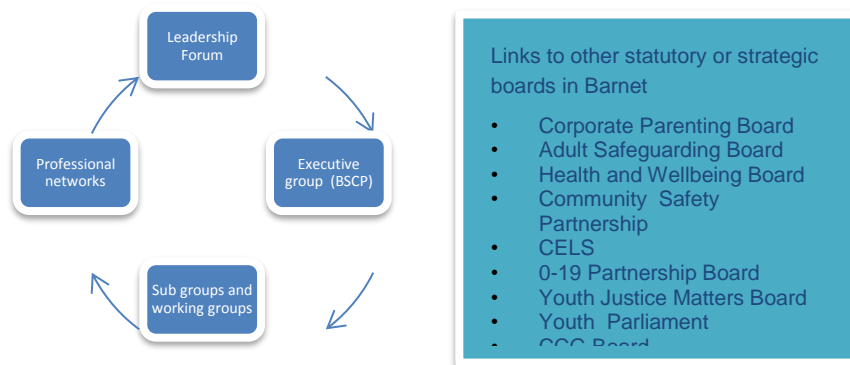 Leadership
Forum
Professional
networks
Executive
group (BSCP)
Sub groups and
working groups
Links to other statutory or strategic
boards in Barnet
• Corporate Parenting Board
• Adult Safeguarding Board
• Health and Wellbeing Board
• Community Safety
Partnership
• CELS
• 0-19 Partnership Board
• Youth Justice Matters Board
• Youth Parliament
• CCG Board